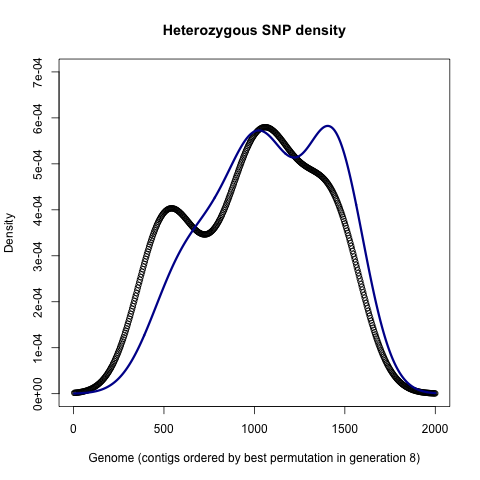 Heterozygous SNP density
Density
7e-04
6e-04
5e-04
4e-04
3e-04
2e-04
1e-04
0e+00
0 500 1000 1500 2000
Genome (contigs ordered by best permutation in generation 8)